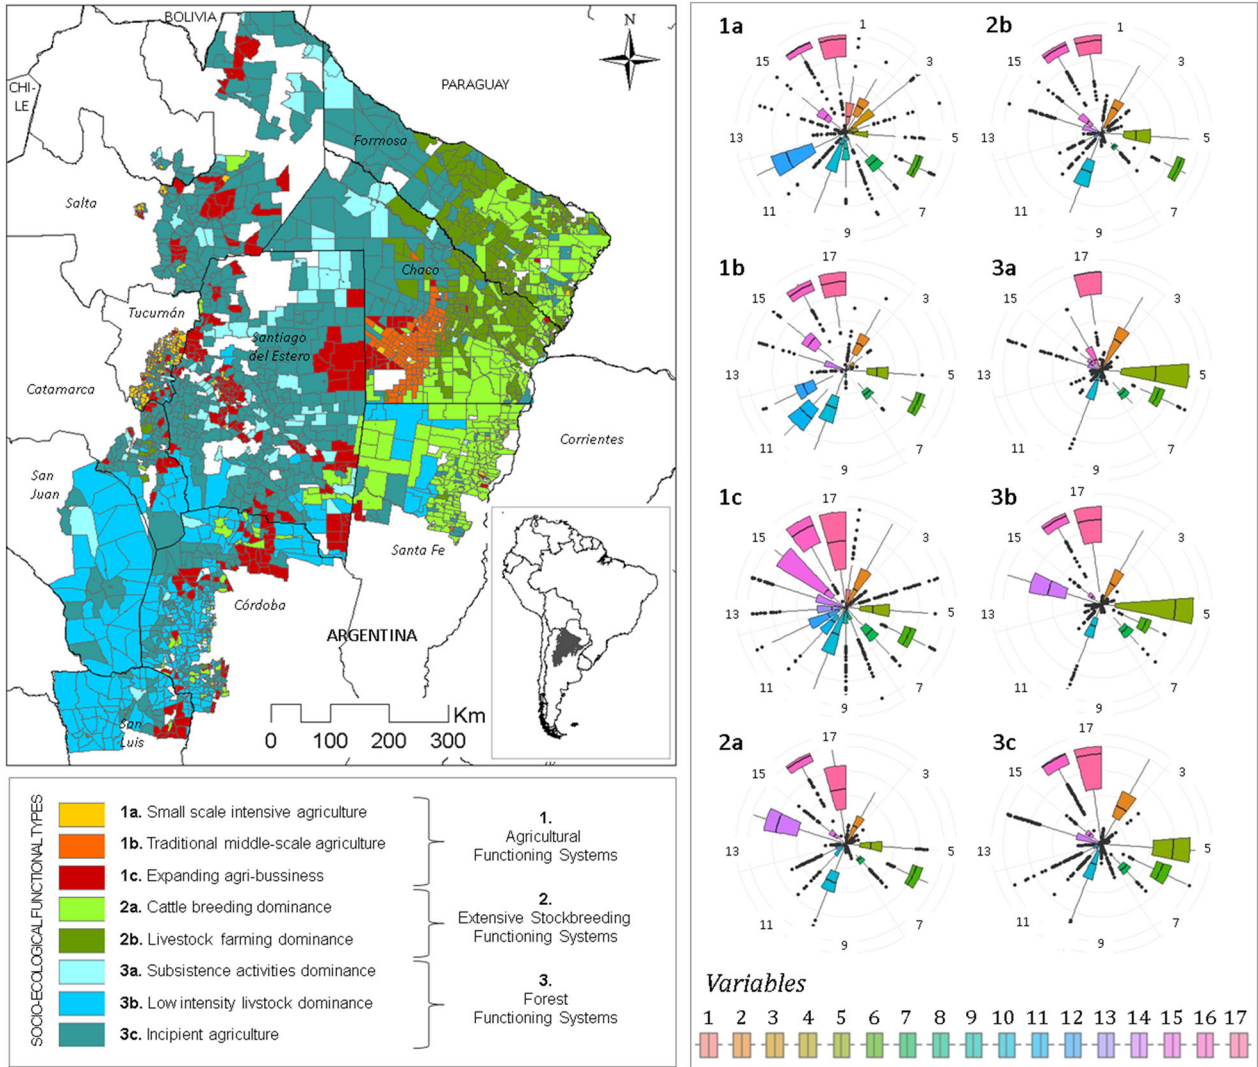 BOLIVIA
N
PARAGUAY
CHI-
LE
Formosa
Salta
Chaco
Tucumán
Santiago
del Estero
Catamarca
Corrientes
San
Juan
Santa Fe
Córdoba
ARGENTINA
San
Luis
Km
0 100 200 300
SOCIO-ECOLOGICAL FUNCTIONAL TYPES
1a. Small scale intensive agriculture
1b. Traditional middle-scale agriculture
1c. Expanding agri-bussiness
2a. Cattle breeding dominance
2b. Livestock farming dominance
3a. Subsistence activities dominance
3b. Low intensity livstock dominance
3c. Incipient agriculture
1.
Agricultural
Functioning Systems
2.
Extensive Stockbreeding
Functioning Systems
3.
Forest
Functioning Systems
1a
1
3
5
7
9
11
13
15
2b
1
3
5
7
9
11
13
15
1b
17
3
5
7
9
11
13
15
3a
17
3
5
7
9
11
13
15
1c
17
3
5
7
9
11
13
15
3b
17
3
5
7
9
11
13
15
2a
17
3
5
7
9
11
13
15
3c
17
3
5
7
9
11
13
15
Variables
1 2 3 4 5 6 7 8 9 10 11 12 13 14 15 16 17